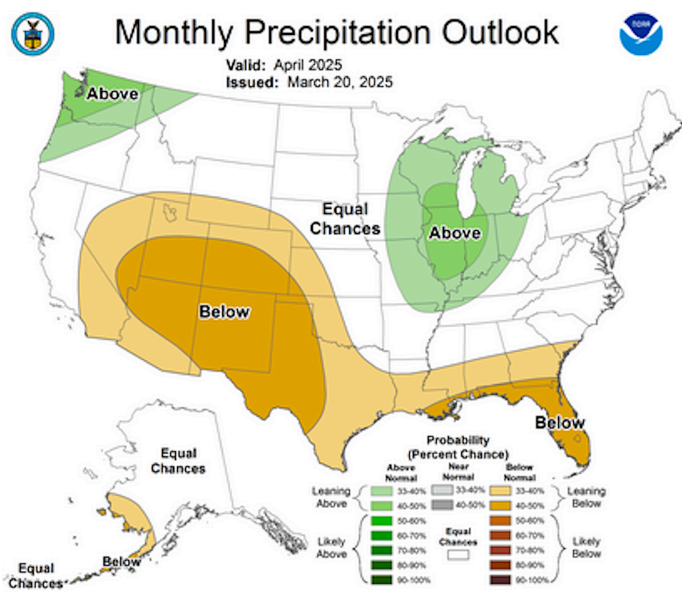 Monthly Precipitation Outlook
NOAA
Valid: April 2025
Issued: March 20, 2025
Above
Equal
Chances
Above
Below
Below
Equal
Chances
Below
Equal
Chances
Probability
(Percent Chance)
Above Normal
Near Normal
Below Normal
Leaning Above
33-40% 33-40% 33-40%
40-50% 40-50% 40-50%
Leaning Below
Likely Above
50-60% 50-60%
60-70% 60-70%
70-80% 70-80%
80-90% 80-90%
90-100% 90-100%
Equal Chances
Likely Below